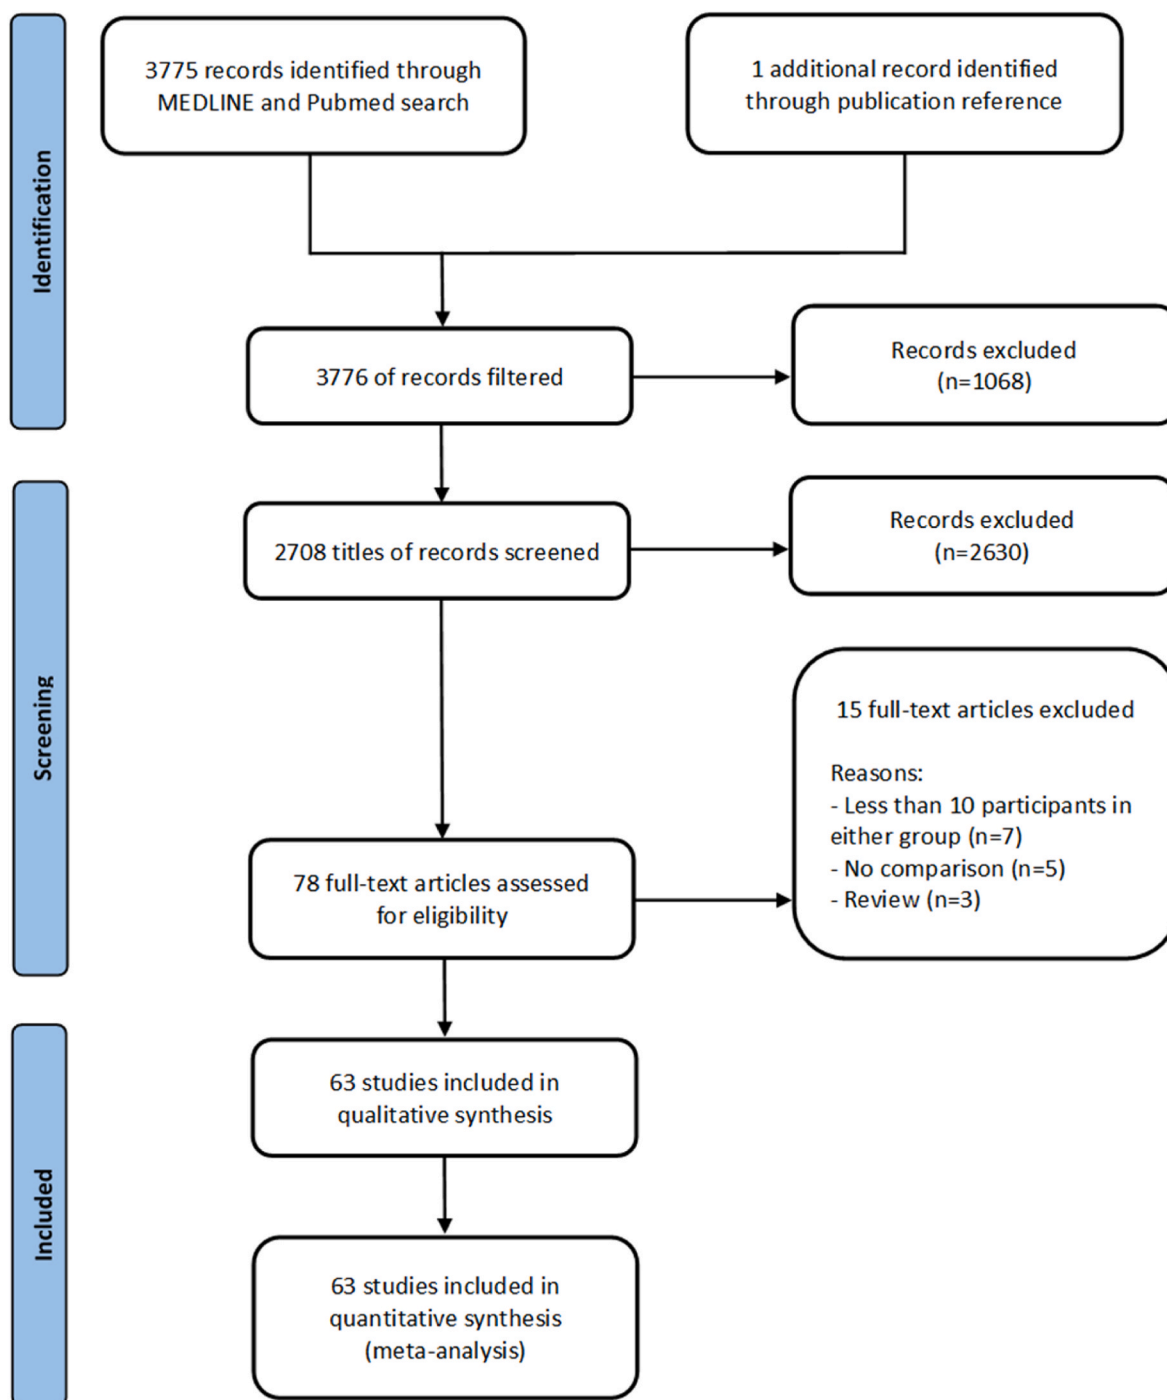 Identification
3775 records identified through
MEDLINE and Pubmed search
1 additional record identified
through publication reference
3776 of records filtered
Records excluded
(n=1068)
Screening
2708 titles of records screened
Records excluded
(n=2630)
15 full-text articles excluded
Reasons:
- Less than 10 participants in
either group (n=7)
- No comparison (n=5)
- Review (n=3)
78 full-text articles assessed
for eligibility
Included
63 studies included in
qualitative synthesis
63 studies included in
quantitative synthesis
(meta-analysis)